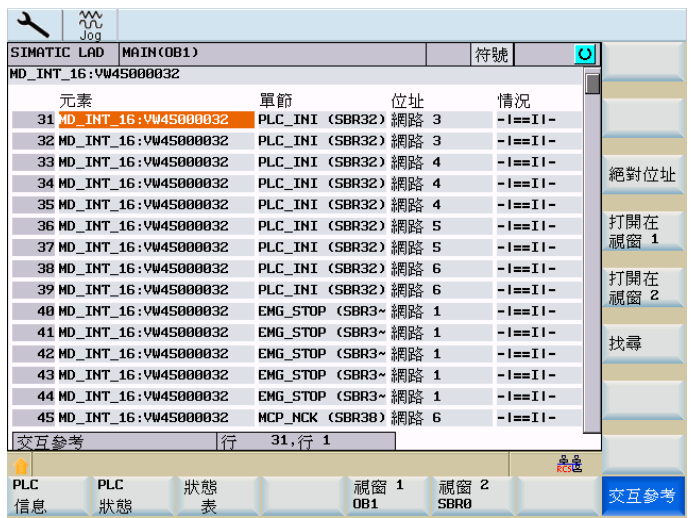 Jog
SIMATIC LAD MAIN(OB1) 符號
MD_INT_16:VW45000032
元素 單節 位址 情況
31 MD_INT_16:VW45000032 PLC_INI (SBR32) 網路 3 -|==I|-
32 MD_INT_16:VW45000032 PLC_INI (SBR32) 網路 3 -|==I|-
33 MD_INT_16:VW45000032 PLC_INI (SBR32) 網路 4 -|==I|-
34 MD_INT_16:VW45000032 PLC_INI (SBR32) 網路 4 -|==I|-
35 MD_INT_16:VW45000032 PLC_INI (SBR32) 網路 4 -|==I|-
36 MD_INT_16:VW45000032 PLC_INI (SBR32) 網路 5 -|==I|-
37 MD_INT_16:VW45000032 PLC_INI (SBR32) 網路 5 -|==I|-
38 MD_INT_16:VW45000032 PLC_INI (SBR32) 網路 6 -|==I|-
39 MD_INT_16:VW45000032 PLC_INI (SBR32) 網路 6 -|==I|-
40 MD_INT_16:VW45000032 EMG_STOP (SBR3~ 網路 1 -|==I|-
41 MD_INT_16:VW45000032 EMG_STOP (SBR3~ 網路 1 -|==I|-
42 MD_INT_16:VW45000032 EMG_STOP (SBR3~ 網路 1 -|==I|-
43 MD_INT_16:VW45000032 EMG_STOP (SBR3~ 網路 1 -|==I|-
44 MD_INT_16:VW45000032 EMG_STOP (SBR3~ 網路 1 -|==I|-
45 MD_INT_16:VW45000032 MCP_NCK (SBR38) 網路 6 -|==I|-
交互參考 行 31,行 1
絕對位址
打開在
視窗 1
打開在
視窗 2
找尋
RCS
PLC
信息
PLC
狀態
狀態
表
視窗 1
OB1
視窗 2
SBR0
交互參考